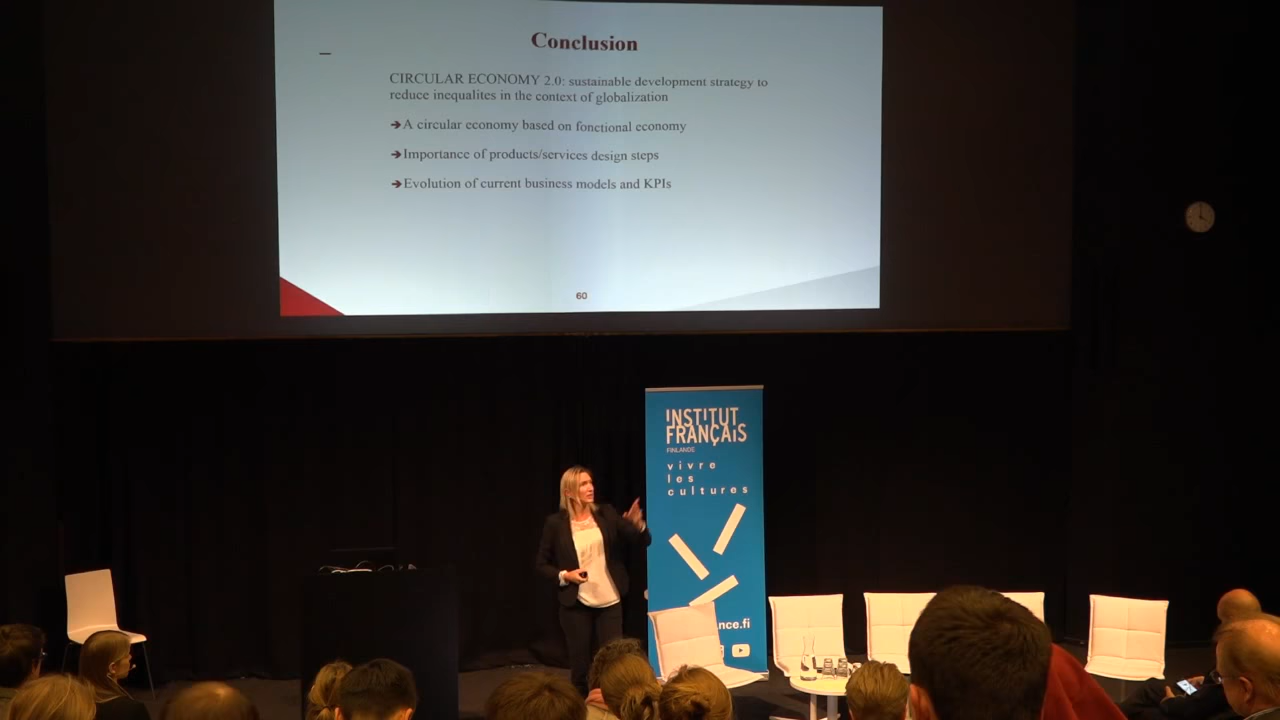 Conclusion
CIRCULAR ECONOMY 2.0: sustainable development strategy to
reduce inequalites in the context of globalization
➔A circular economy based on fonctional economy
➔Importance of products/services design steps
➔Evolution of current business models and KPIs
60
INSTITUT
FRANÇAIS
FINLANDE
vivre
les
cultures
nce.fi